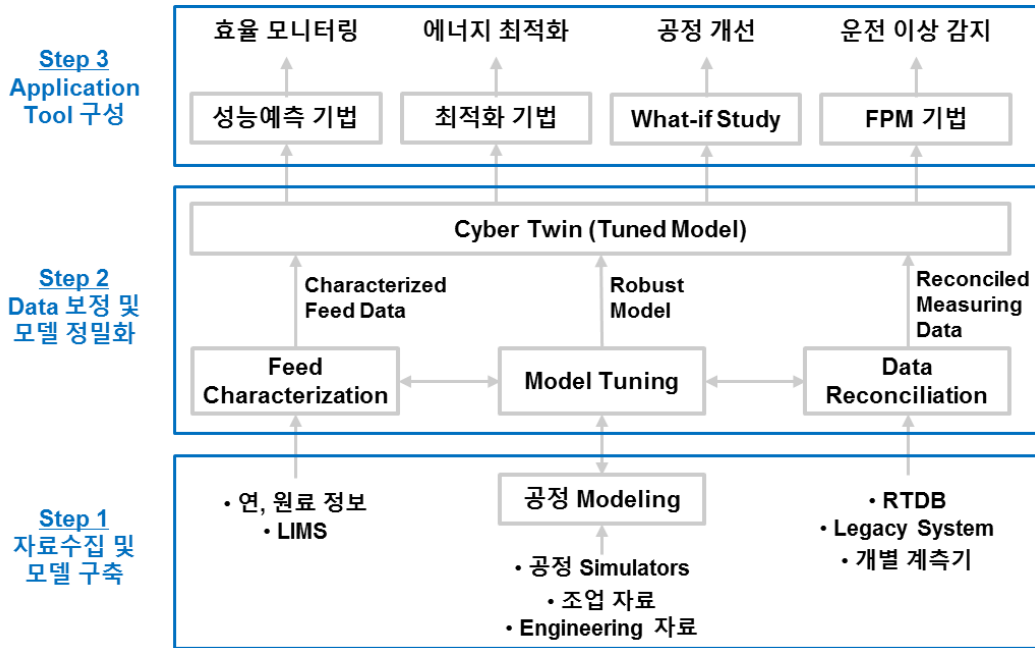 Step 3
Application
Tool 구성
효율 모니터링
에너지 최적화
공정 개선
운전 이상 감지
성능예측 기법
최적화 기법
What-if Study
FPM 기법
Step 2
Data 보정 및
모델 정밀화
Cyber Twin (Tuned Model)
Characterized
Feed Data
Robust
Model
Reconciled
Measuring
Data
Feed
Characterization
Model Tuning
Data
Reconciliation
Step 1
자료수집 및
모델 구축
• 연, 원료 정보
• LIMS
공정 Modeling
• 공정 Simulators
• 조업 자료
• Engineering 자료
• RTDB
• Legacy System
• 개별 계측기